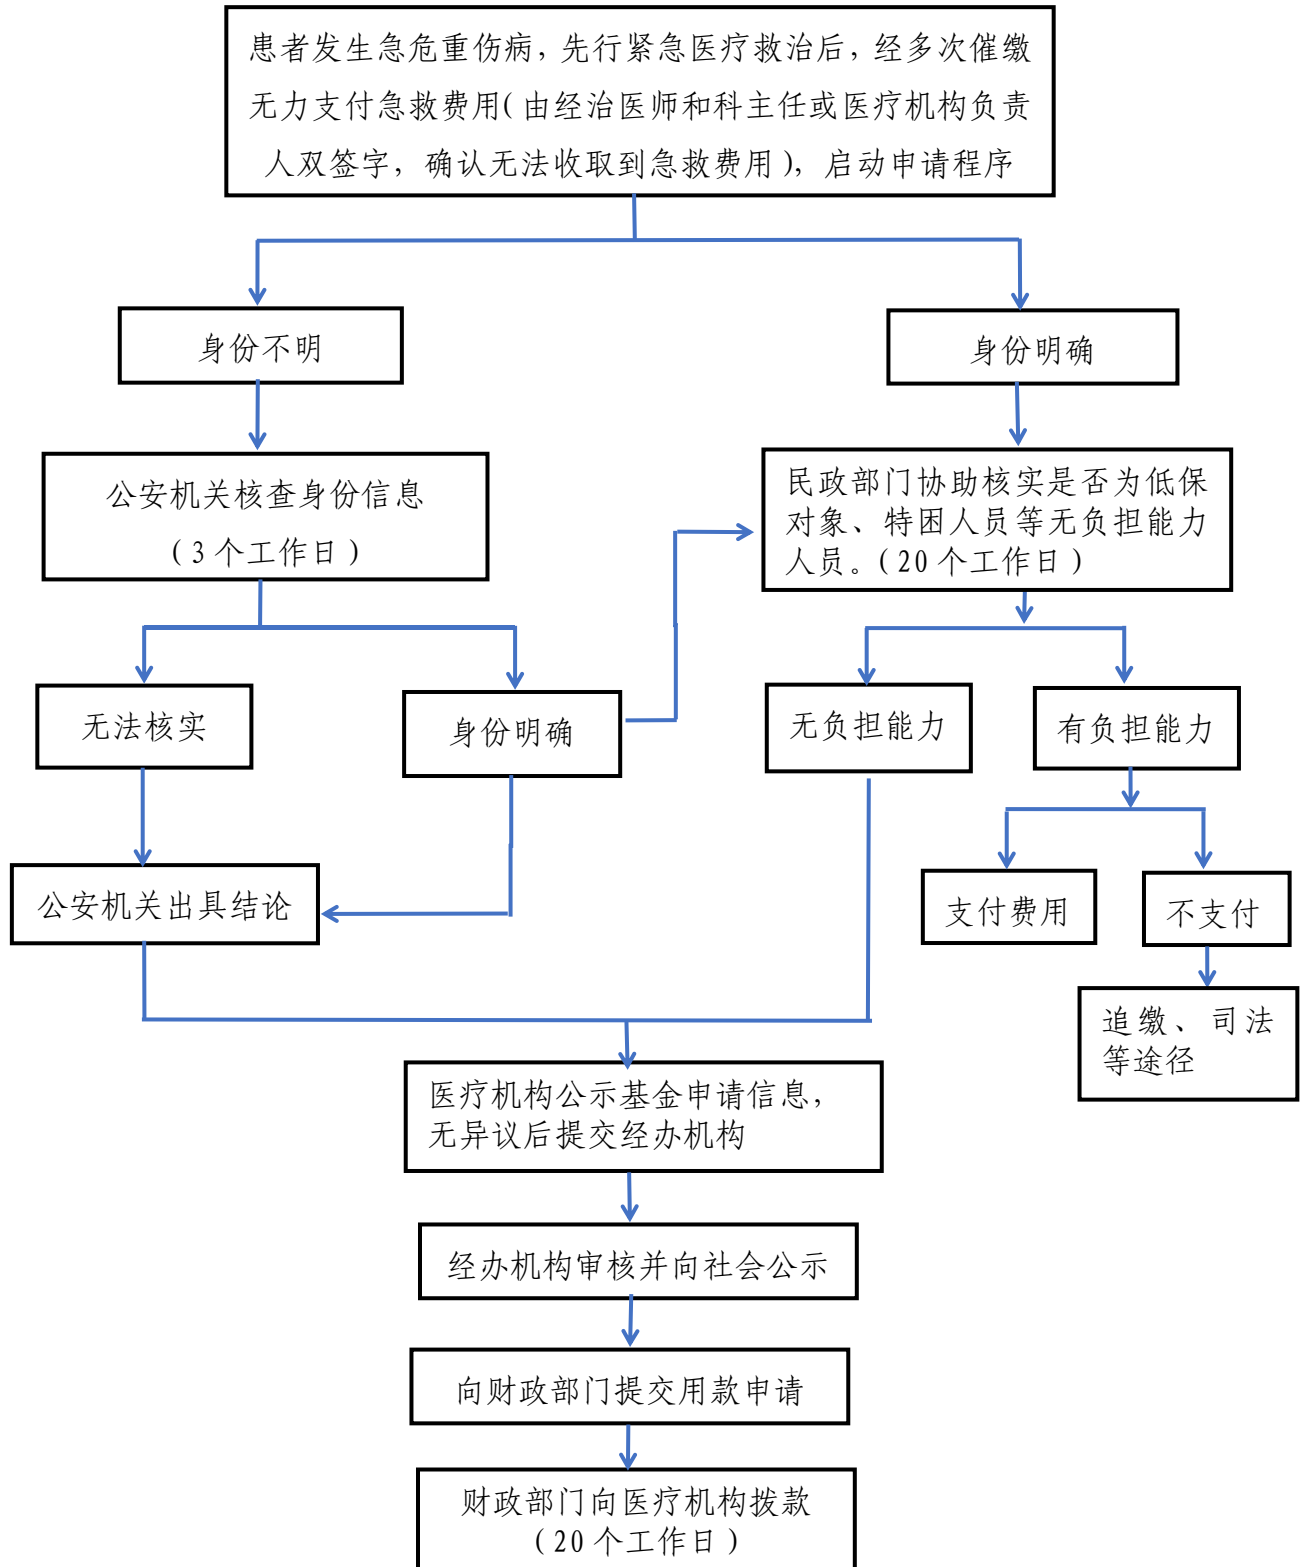 患者发生急危重伤病，先行紧急医疗救治后，经多次催缴
无力支付急救费用（由经治医师和科主任或医疗机构负责
人双签字，确认无法收取到急救费用），启动申请程序
身份不明
身份明确
公安机关核查身份信息
（3个工作日）
民政部门协助核实是否为低保
对象、特困人员等无负担能力
人员。（20个工作日）
无法核实
身份明确
无负担能力
有负担能力
公安机关出具结论
支付费用
不支付
追缴、司法
等途径
医疗机构公示基金申请信息，
无异议后提交经办机构
经办机构审核并向社会公示
向财政部门提交用款申请
财政部门向医疗机构拨款
（20个工作日）